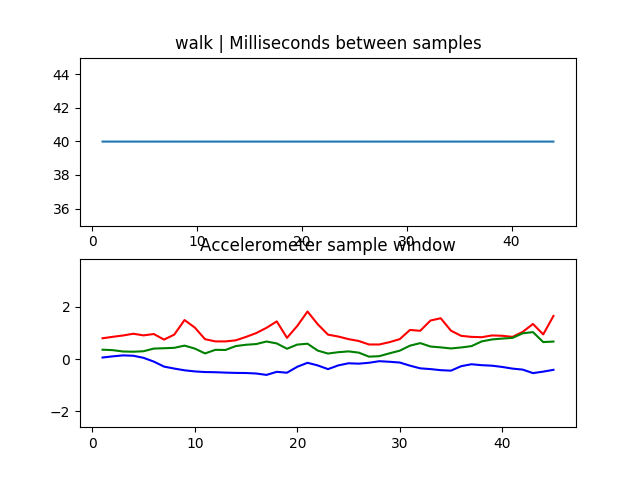 walk | Milliseconds between samples
44
42
40
38
36
0 10 20 30 40
Accelerometer sample window
2
0
−2
0 10 20 30 40